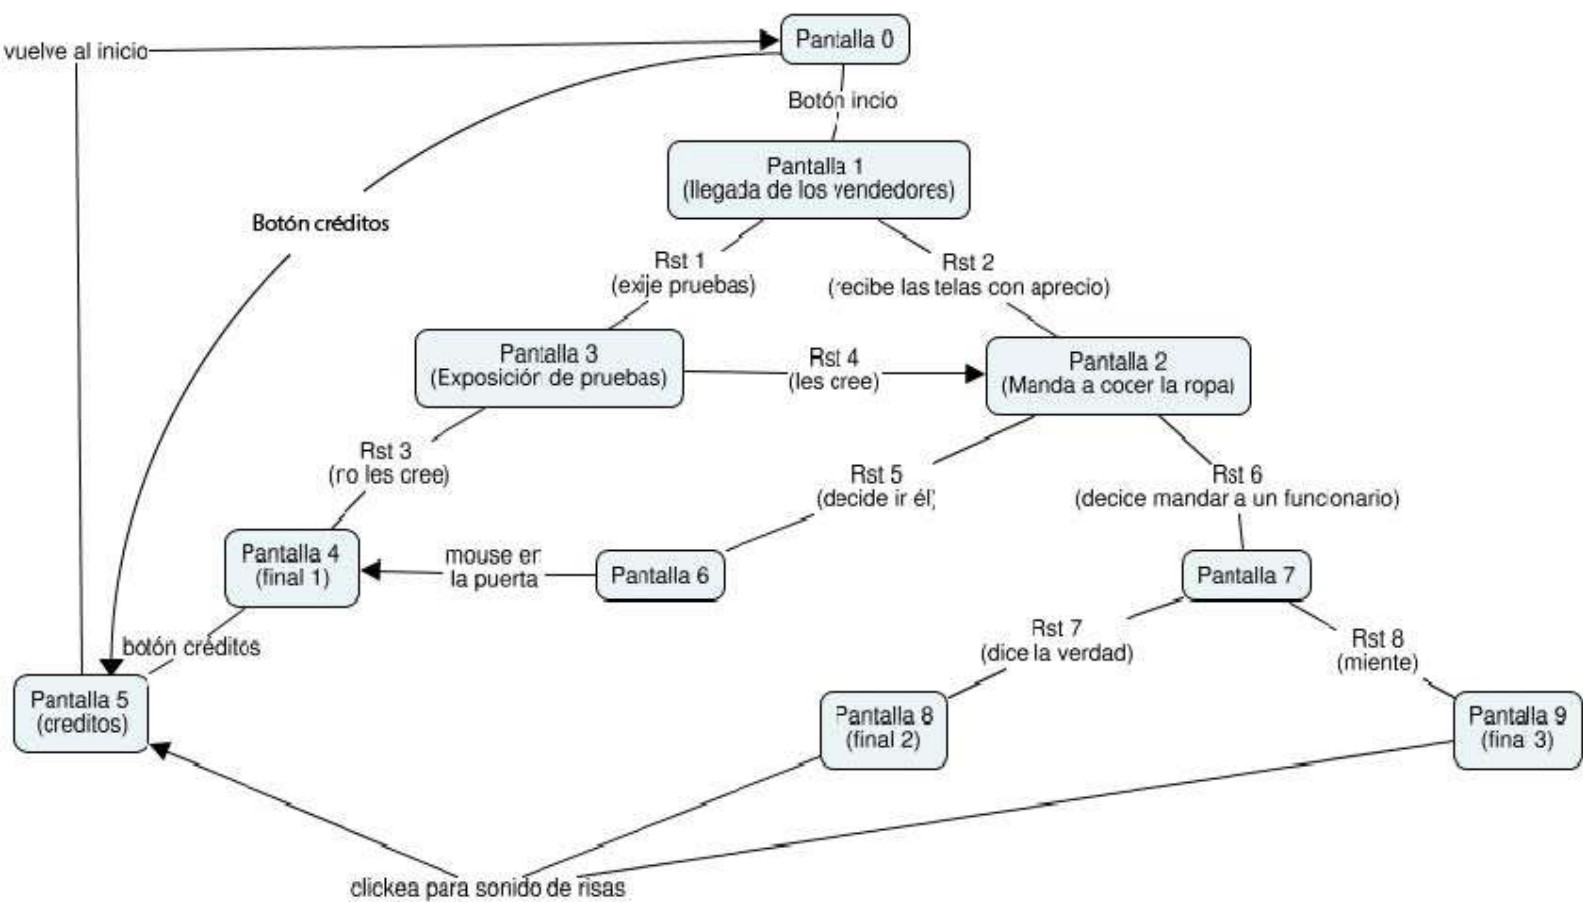 Pantalla 0
vuelve al inicio
Botón incio
Pantalla 1
(llegada de los vendedores)
Botón créditos
Rst 1
(exije pruebas)
Rst 2
(recibe las telas con aprecio)
Pantalla 3
(Exposición de pruebas)
Rst 4
(les cree)
Pantalla 2
(Manda a cocer la ropa)
Rst 3
(no les cree)
Rst 5
(decide ir él)
Rst 6
(decice mandar a un funcionario)
Pantalla 4
(final 1)
mouse en
la puerta
Pantalla 6
Pantalla 7
botón créditos
Rst 7
(dice la verdad)
Rst 8
(miente)
Pantalla 5
(creditos)
Pantalla 8
(final 2)
Pantalla 9
(final 3)
clickea para sonido de risas